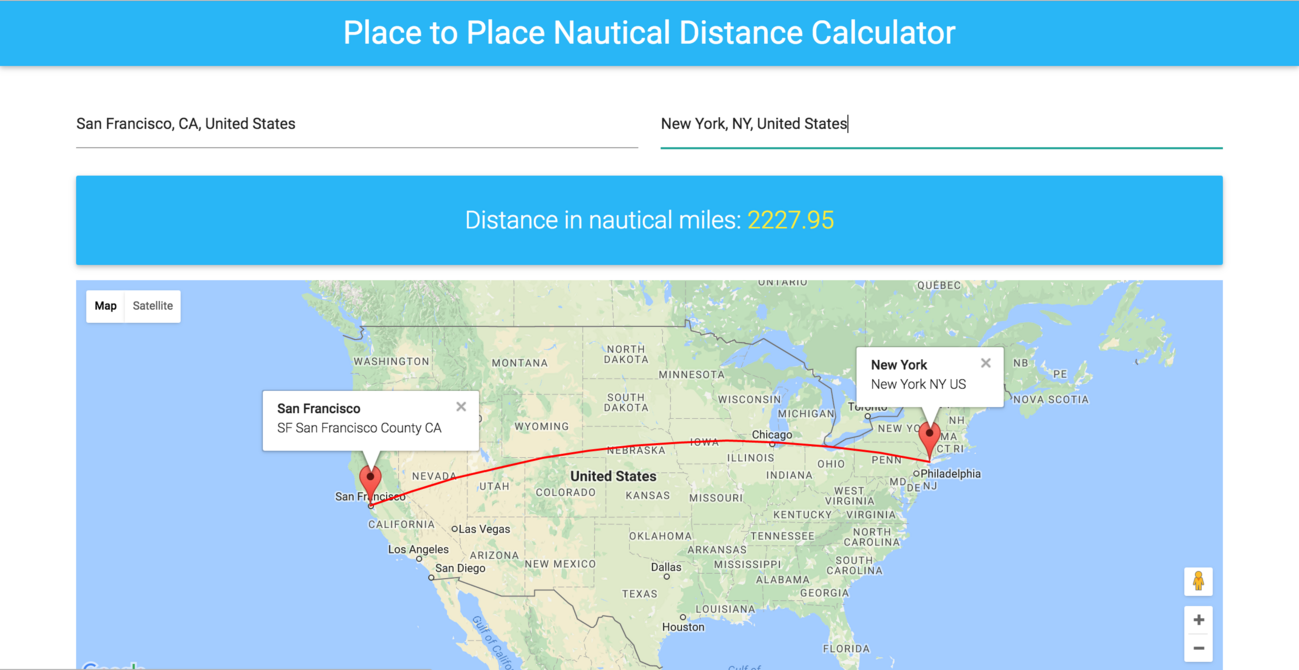 Place to Place Nautical Distance Calculator
San Francisco, CA, United States
New York, NY, United States
Distance in nautical miles: 2227.95
Map Satellite
ONTARIO
QUÉBEC
WASHINGTON
MONTANA
NORTH
DAKOTA
MINNESOTA
SOUTH
DAKOTA
WISCONSIN
MICHIGAN
WYOMING
New York
New York NY US
NB
PE
NOVA SCOTIA
Toronto
San Francisco
SF San Francisco County CA
NH
MA
CT RI
Chicago
IOWA
NEBRASKA
ILLINOIS
INDIANA
OHIO
PENN
Philadelphia
MD
DE
NJ
United States
NEVADA
UTAH
COLORADO
KANSAS
MISSOURI
WEST
VIRGINIA
KENTUCKY
VIRGINIA
San Francisco
CALIFORNIA
Las Vegas
OKLAHOMA
TENNESSEE
NORTH
CAROLINA
Los Angeles
ARIZONA
NEW MEXICO
ARKANSAS
MISSISSIPPI
SOUTH
CAROLINA
San Diego
Dallas
ALABAMA
GEORGIA
TEXAS
LOUISIANA
Houston
FLORIDA
Gulf of
Google